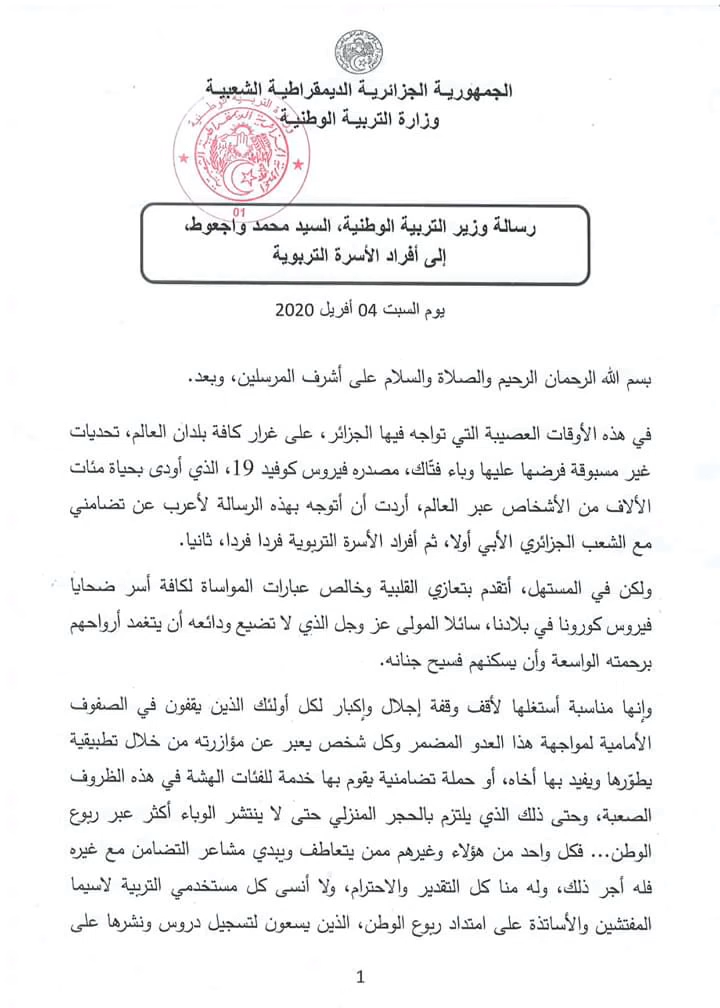 الجمهورية الجزائرية الديمقراطية الشعبية
وزارة التربية الوطنية
01
رسالة وزير التربية الوطنية، السيد محمد واجعوط،
إلى أفراد الأسرة التربوية
يوم السبت 04 أفريل 2020
بسم الله الرحمان الرحيم والصلاة والسلام على أشرف المرسلين، وبعد.
في هذه الأوقات العصيبة التي تواجه فيها الجزائر، على غرار كافة بلدان العالم، تحديات
غير مسبوقة فرضها عليها وباء فتّاك، مصدره فيروس كوفيد 19، الذي أودى بحياة مئات
الألاف من الأشخاص عبر العالم، أردت أن أتوجه بهذه الرسالة لأعرب عن تضامني
مع الشعب الجزائري الأبي أولا، ثم أفراد الأسرة التربوية فردا فردا، ثانيا.
ولكن في المستهل، أتقدم بتعازي القلبية وخالص عبارات المواساة لكافة أسر ضحايا
فيروس كورونا في بلادنا، سائلا المولى عز وجل الذي لا تضيع ودائعه أن يتغمد أرواحهم
برحمته الواسعة وأن يسكنهم فسيح جنانه.
وإنها مناسبة أستغلها لأقف وقفة إجلال وإكبار لكل أولئك الذين يقفون في الصفوف
الأمامية لمواجهة هذا العدو المضمر وكل شخص يعبر عن مؤازرته من خلال تطبيقية
يطوّرها ويفيد بها أخاه، أو حملة تضامنية يقوم بها خدمة للفئات الهشة في هذه الظروف
الصعبة، وحتى ذلك الذي يلتزم بالحجر المنزلي حتى لا ينتشر الوباء أكثر عبر ربوع
الوطن... فكل واحد من هؤلاء وغيرهم ممن يتعاطف ويبدي مشاعر التضامن مع غيره
فله أجر ذلك، وله منا كل التقدير والاحترام، ولا أنسى كل مستخدمي التربية لاسيما
المفتشين والأساتذة على امتداد ربوع الوطن، الذين يسعون لتسجيل دروس ونشرها على
1